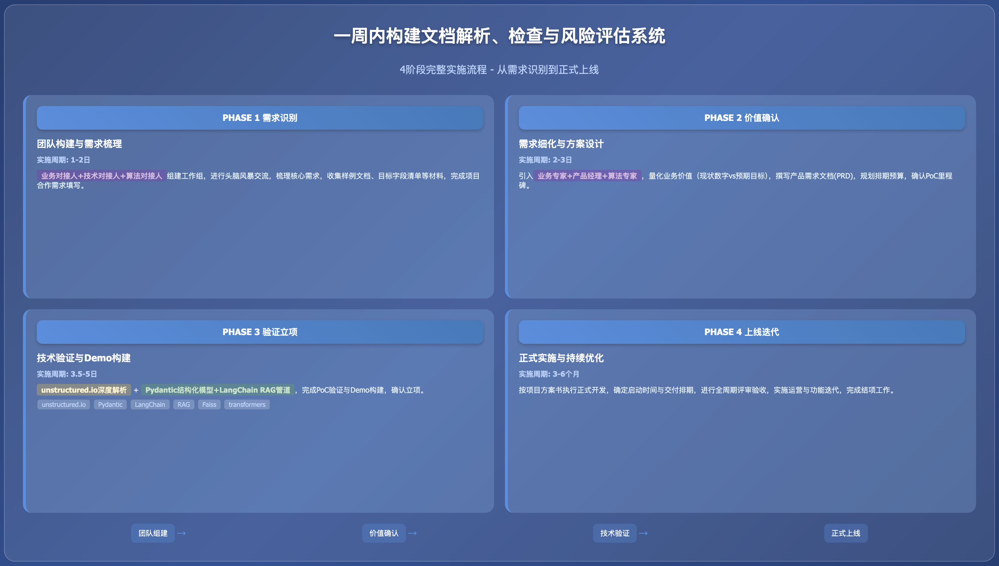 一周内构建文档解析、检查与风险评估系统
4阶段完整实施流程 - 从需求识别到正式上线
PHASE 1 需求识别
团队构建与需求梳理
实施周期: 1-2日
业务对接人+技术对接人+算法对接人 组建工作组，进行头脑风暴交流，梳理核心需求，收集样例文档、目标字段清单等材料，完成项目
合作需求填写。
PHASE 2 价值确认
需求细化与方案设计
实施周期: 2-3日
引入 业务专家+产品经理+算法专家 ，量化业务价值（现状数字vs预期目标），撰写产品需求文档(PRD)，规划排期预算，确认PoC里程
碑。
PHASE 3 验证立项
技术验证与Demo构建
实施周期: 3.5-5日
unstructured.io深度解析 + Pydantic结构化模型+LangChain RAG管道 ，完成PoC验证与Demo构建，确认立项。
unstructured.io Pydantic LangChain RAG Faiss transformers
PHASE 4 上线迭代
正式实施与持续优化
实施周期: 3-6个月
按项目方案书执行正式开发，确定启动时间与交付排期，进行全周期评审验收，实施运营与功能迭代，完成结项工作。
团队组建 → 价值确认 → 技术验证 → 正式上线